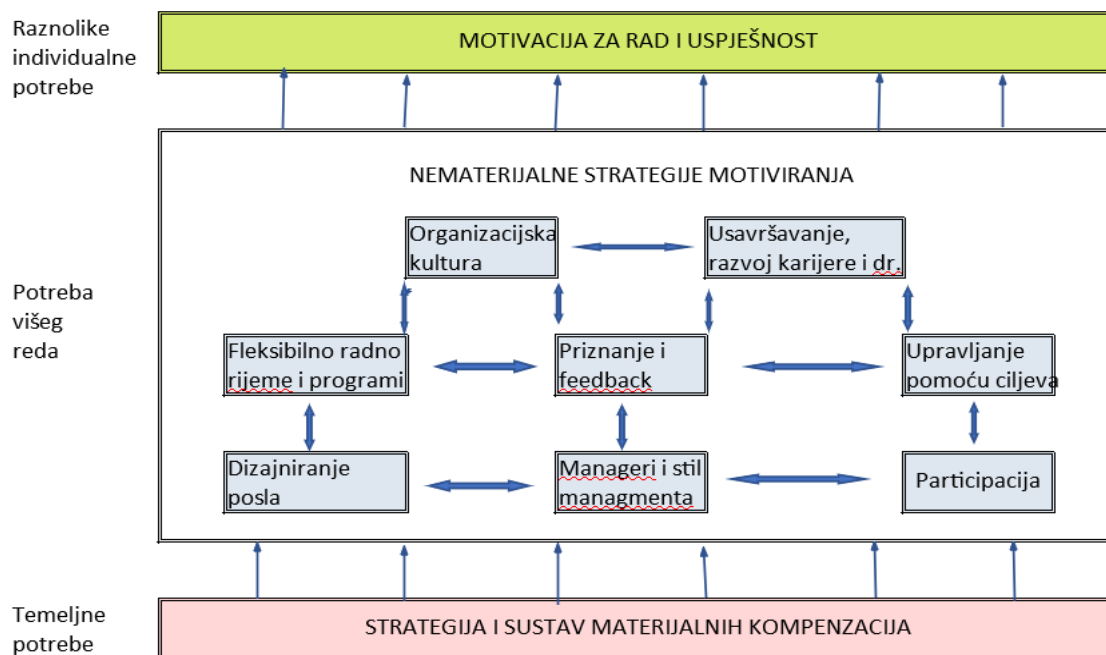 Raznolike
individualne
potrebe
MOTIVACIJA ZA RAD I USPJEŠNOST
NEMATERIJALNE STRATEGIJE MOTIVIRANJA
Organizacijska
kultura
Usavršavanje,
razvoj karijere i dr.
Potreba
višeg
reda
Fleksibilno radno
rijeme i programi
Priznanje i
feedback
Upravljanje
pomoću ciljeva
Dizajniranje
posla
Manageri i stil
managmenta
Participacija
Temeljne
potrebe
STRATEGIJA I SUSTAV MATERIJALNIH KOMPENZACIJA